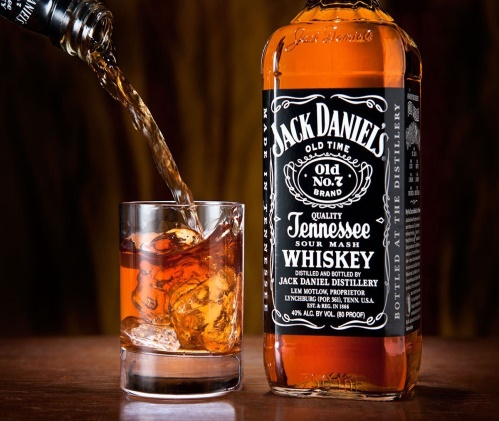 DANIEL'S
Jack Daniel's
MADE IN TENNESSEE
JACK DANIEL'S
OLD TIME
Old
No.7
BRAND
QUALITY
Tennessee
SOUR MASH
WHISKEY
DISTILLED AND BOTTLED BY
JACK DANIEL DISTILLERY
LEM MOTLOW, PROPRIETOR
LYNCHBURG (POP. 361), TENN. U.S.A.
EST. & REG. IN 1866
40% ALC. BY VOL. (80 PROOF)
BOTTLED AT THE DISTILLERY